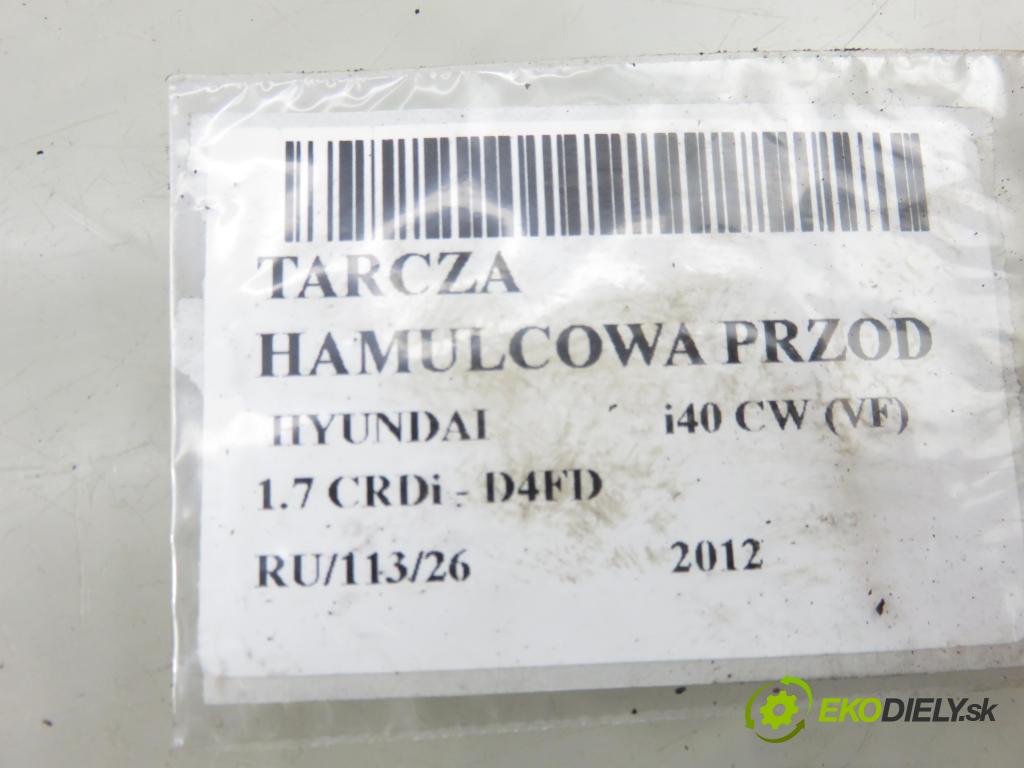 TARCZA
HAMULCOWA PRZOD
HYUNDAI i40 CW (VF)
1.7 CRDi - D4FD
RU/113/26 2012
EKODIELY.sk